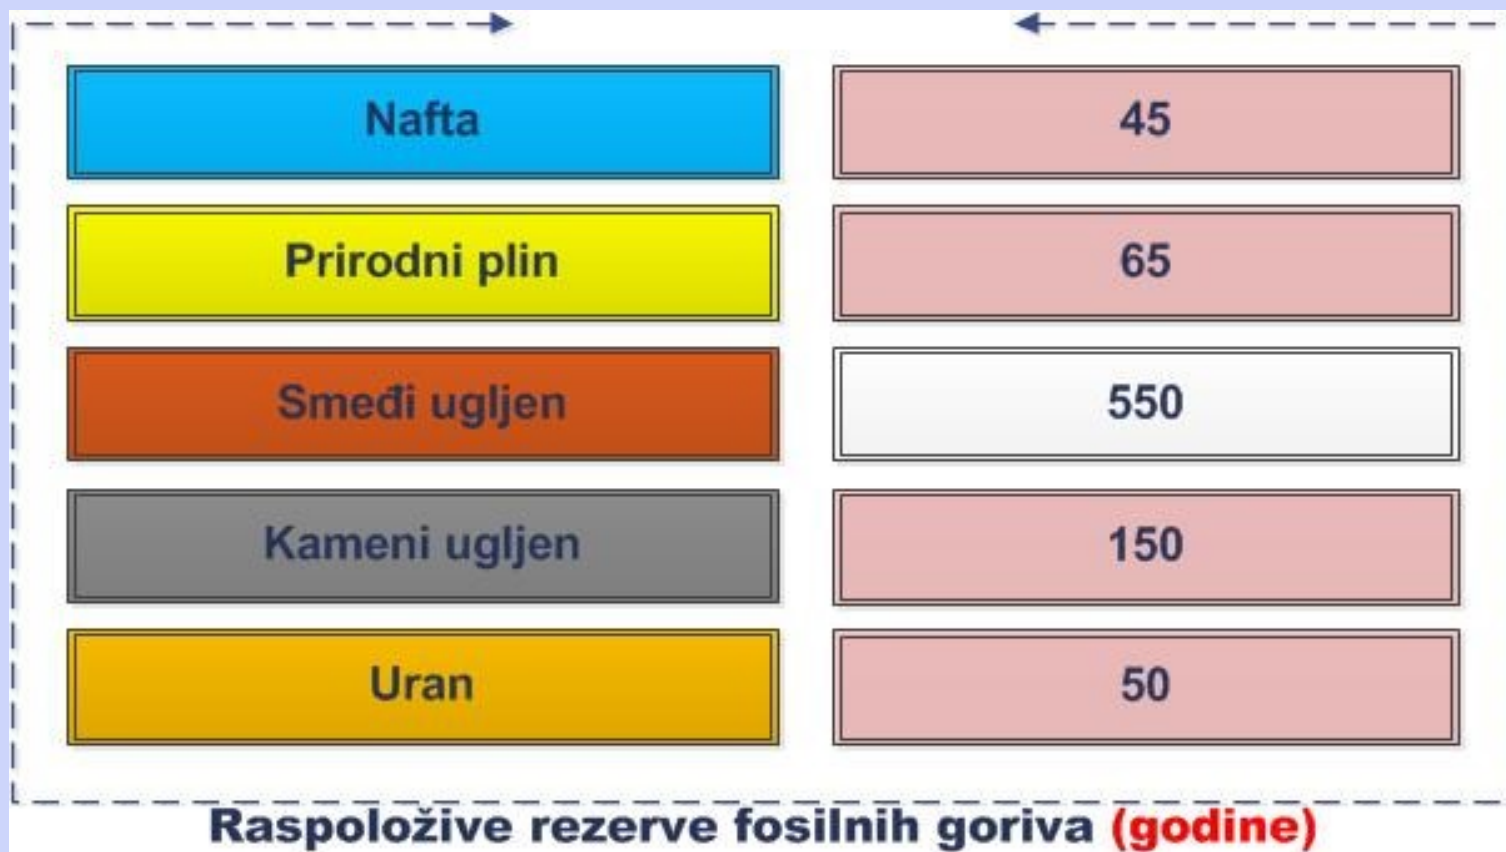 Nafta 45
Prirodni plin 65
Smeđi ugljen 550
Kameni ugljen 150
Uran 50
Raspoložive rezerve fosilnih goriva (godine)